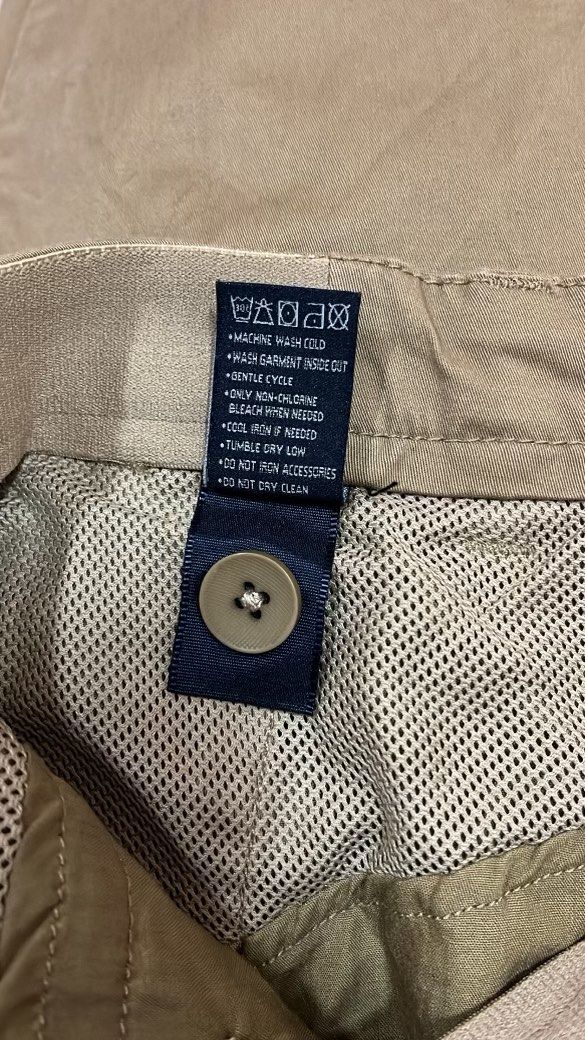 30°
•MACHINE WASH COLD
•WASH GARMENT INSIDE OUT
•GENTLE CYCLE
•ONLY NON-CHLORINE
BLEACH WHEN NEEDED
•COOL IRON IF NEEDED
•TUMBLE DRY LOW
•DO NOT IRON ACCESSORIES
•DO NOT DRY CLEAN